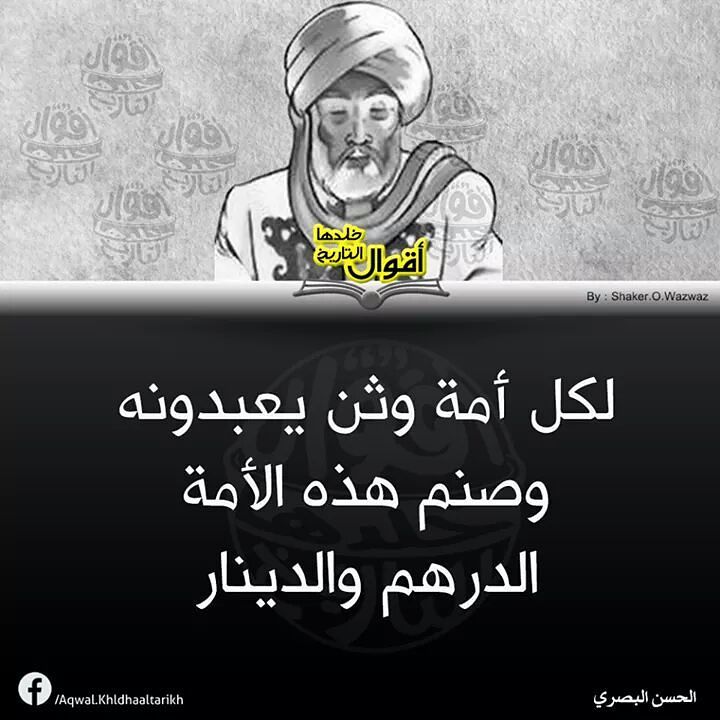 أقوال خلدها التاريخ
By : Shaker.O.Wazwaz
لكل أمة وثن يعبدونه
وصنم هذه الأمة
الدرهم والدينار
/Aqwal.Khldhaaltarikh
الحسن البصري